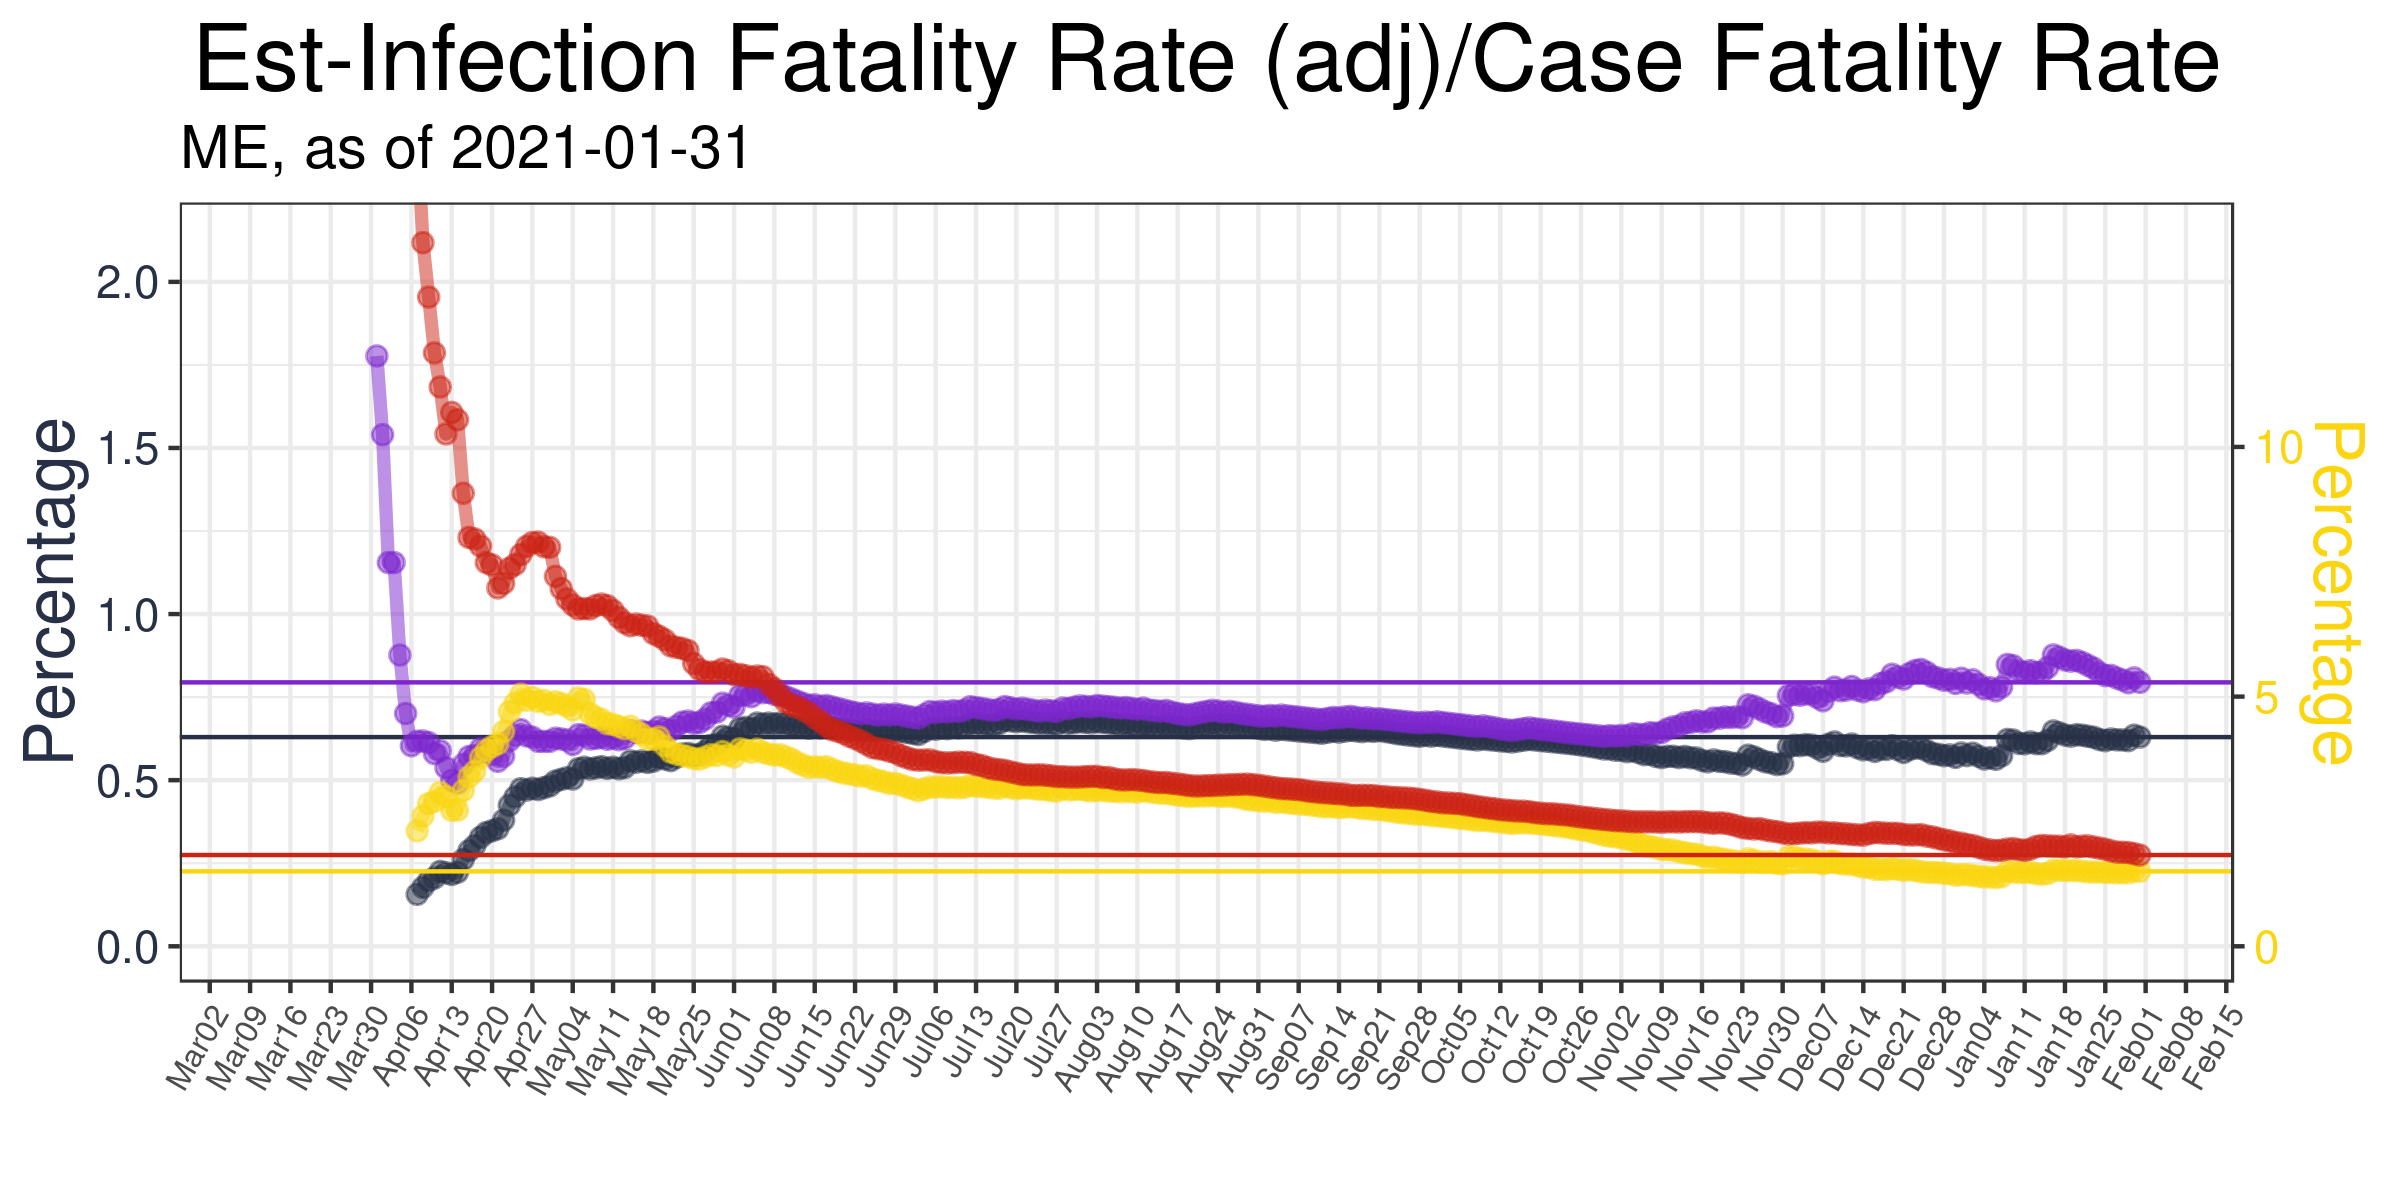 Est-Infection Fatality Rate (adj)/Case Fatality Rate
ME, as of 2021-01-31
Percentage
2.0
1.5
1.0
0.5
0.0
10
5
0
Percentage
Mar02
Mar09
Mar16
Mar23
Mar30
Apr06
Apr13
Apr20
Apr27
May04
May11
May18
May25
Jun01
Jun08
Jun15
Jun22
Jun29
Jul06
Jul13
Jul20
Jul27
Aug03
Aug10
Aug17
Aug24
Aug31
Sep07
Sep14
Sep21
Sep28
Oct05
Oct12
Oct19
Oct26
Nov02
Nov09
Nov16
Nov23
Nov30
Dec07
Dec14
Dec21
Dec28
Jan04
Jan11
Jan18
Jan25
Feb01
Feb08
Feb15